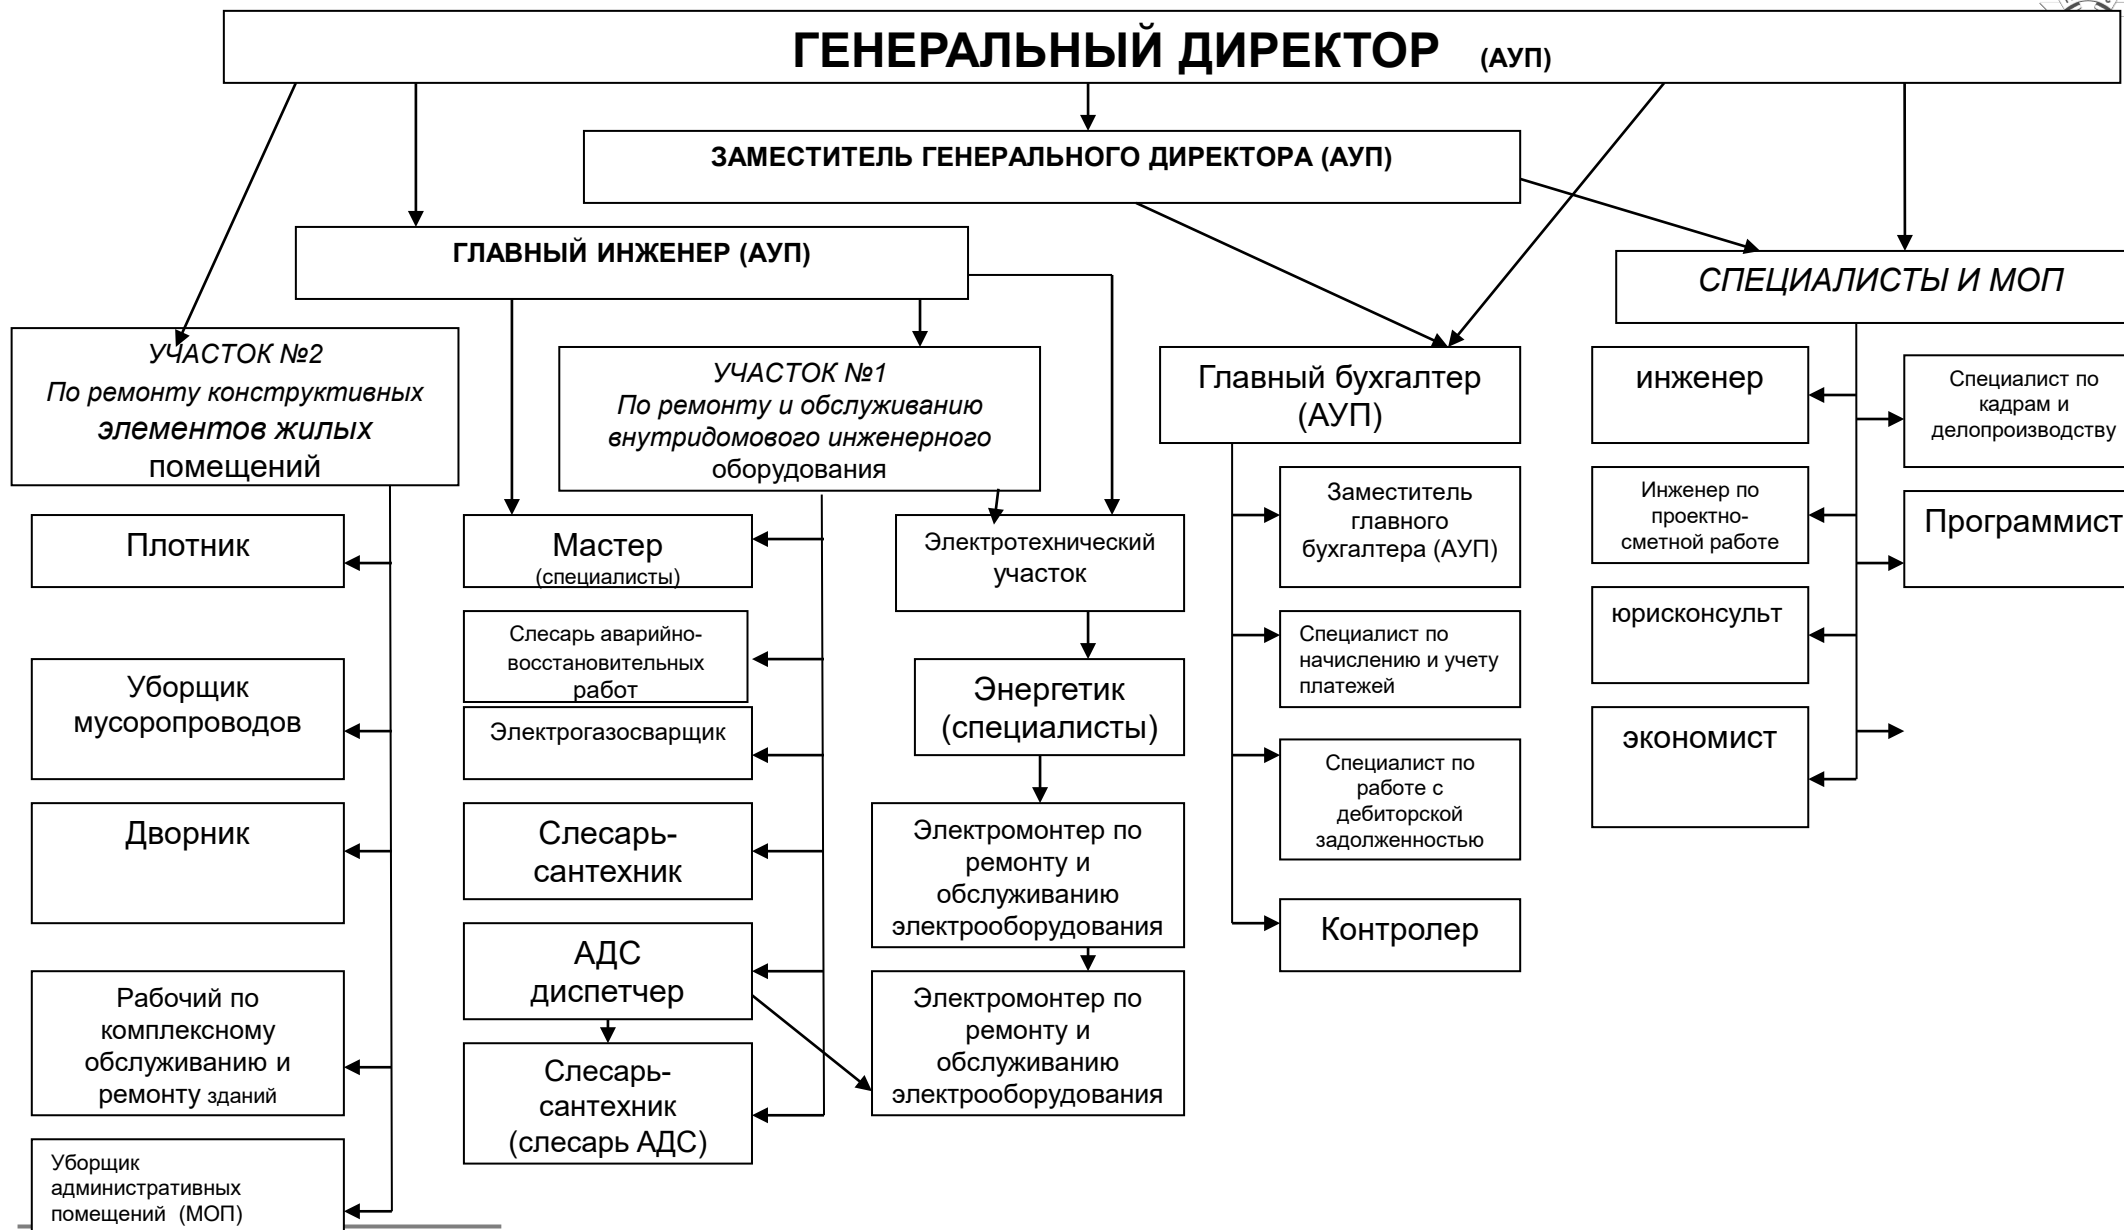 ГЕНЕРАЛЬНЫЙ ДИРЕКТОР (АУП)
ЗАМЕСТИТЕЛЬ ГЕНЕРАЛЬНОГО ДИРЕКТОРА (АУП)
ГЛАВНЫЙ ИНЖЕНЕР (АУП)
СПЕЦИАЛИСТЫ И МОП
УЧАСТОК №2
По ремонту конструктивных
элементов жилых
помещений
УЧАСТОК №1
По ремонту и обслуживанию
внутридомового инженерного
оборудования
Главный бухгалтер
(АУП)
инженер
Специалист по
кадрам и
делопроизводству
Плотник
Уборщик
мусоропроводов
Дворник
Рабочий по
комплексному
обслуживанию и
ремонту зданий
Уборщик
административных
помещений (МОП)
Мастер
(специалисты)
Слесарь аварийно-
восстановительных
работ
Электрогазосварщик
Слесарь-
сантехник
АДС
диспетчер
Слесарь-
сантехник
(слесарь АДС)
Электротехнический
участок
Энергетик
(специалисты)
Электромонтер по
ремонту и
обслуживанию
электрооборудования
Электромонтер по
ремонту и
обслуживанию
электрооборудования
Заместитель
главного
бухгалтера (АУП)
Специалист по
начислению и учету
платежей
Специалист по
работе с
дебиторской
задолженностью
Контролер
Инженер по
проектно-
сметной работе
юрисконсульт
экономист
Программист